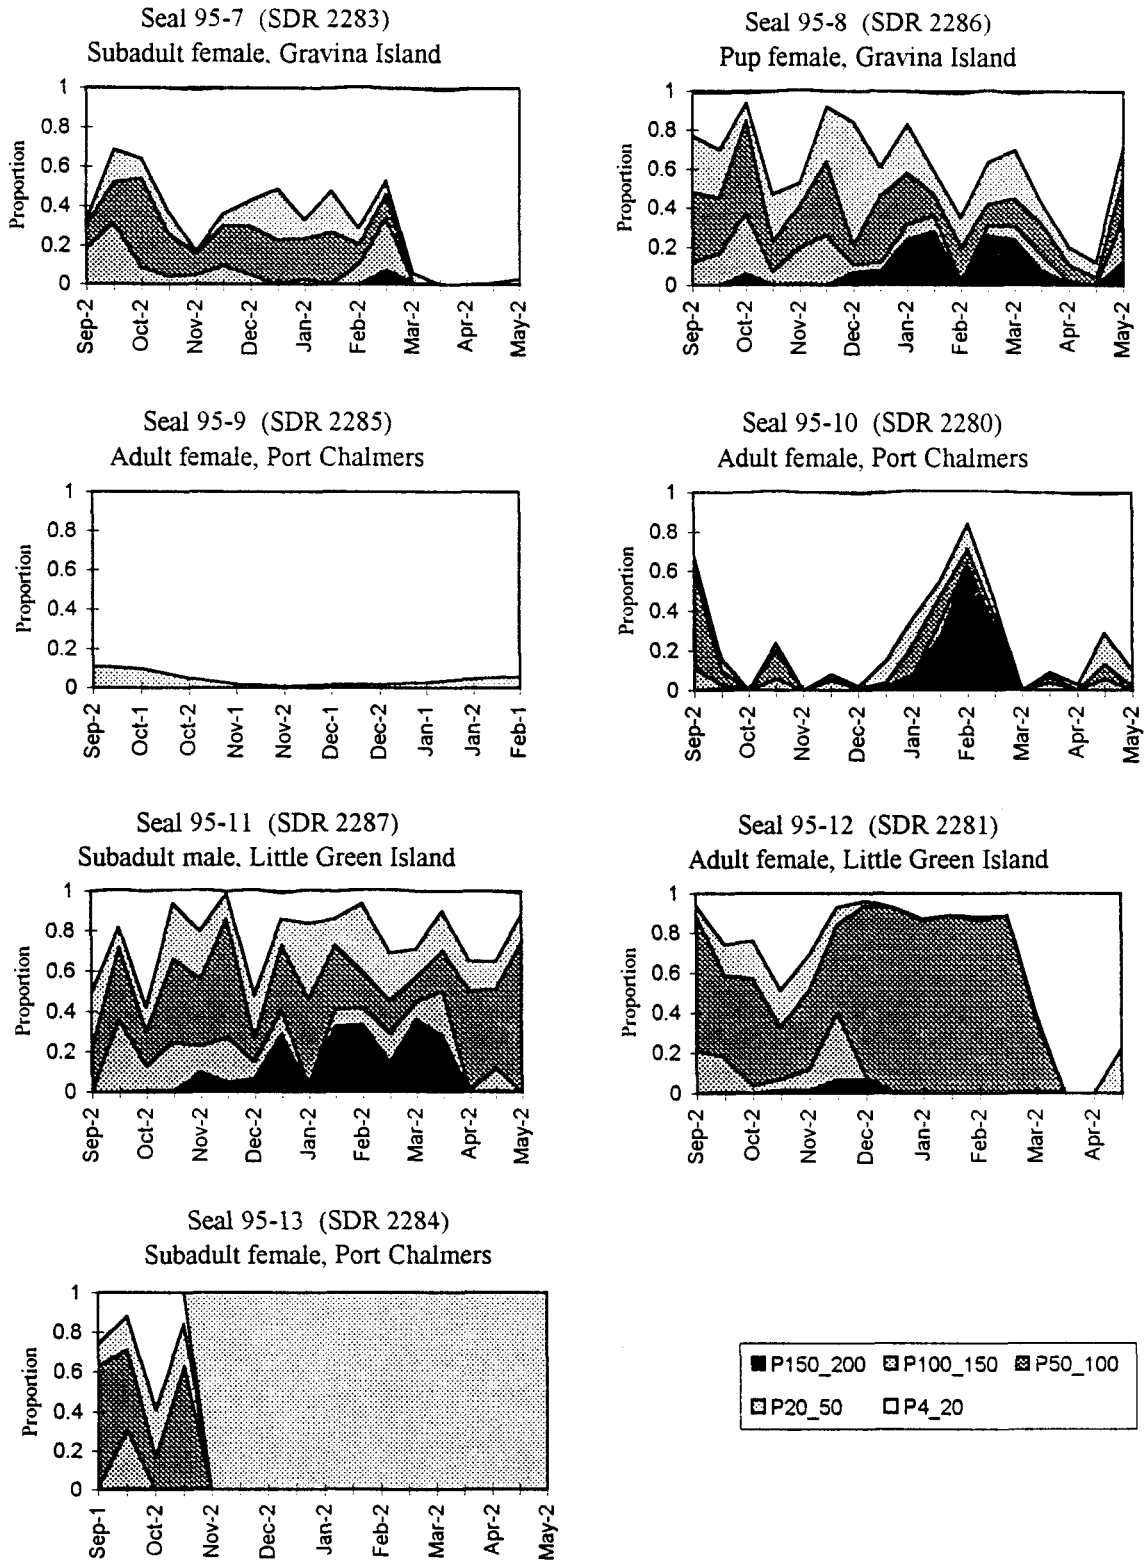 Seal 95-7 (SDR 2283)
Subadult female, Gravina Island
Proportion
1
0.8
0.6
0.4
0.2
0
Sep-2
Oct-2
Nov-2
Dec-2
Jan-2
Feb-2
Mar-2
Apr-2
May-2
Seal 95-8 (SDR 2286)
Pup female, Gravina Island
Proportion
1
0.8
0.6
0.4
0.2
0
Sep-2
Oct-2
Nov-2
Dec-2
Jan-2
Feb-2
Mar-2
Apr-2
May-2
Seal 95-9 (SDR 2285)
Adult female, Port Chalmers
Proportion
1
0.8
0.6
0.4
0.2
0
Sep-2
Oct-1
Oct-2
Nov-1
Nov-2
Dec-1
Dec-2
Jan-1
Jan-2
Feb-1
Seal 95-10 (SDR 2280)
Adult female, Port Chalmers
Proportion
1
0.8
0.6
0.4
0.2
0
Sep-2
Oct-2
Nov-2
Dec-2
Jan-2
Feb-2
Mar-2
Apr-2
May-2
Seal 95-11 (SDR 2287)
Subadult male, Little Green Island
Proportion
1
0.8
0.6
0.4
0.2
0
Sep-2
Oct-2
Nov-2
Dec-2
Jan-2
Feb-2
Mar-2
Apr-2
May-2
Seal 95-12 (SDR 2281)
Adult female, Little Green Island
Proportion
1
0.8
0.6
0.4
0.2
0
Sep-2
Oct-2
Nov-2
Dec-2
Jan-2
Feb-2
Mar-2
Apr-2
Seal 95-13 (SDR 2284)
Subadult female, Port Chalmers
Proportion
1
0.8
0.6
0.4
0.2
0
Sep-1
Oct-2
Nov-2
Dec-2
Jan-2
Feb-2
Mar-2
Apr-2
May-2
P150_200 P100_150 P50_100
P20_50 P4_20